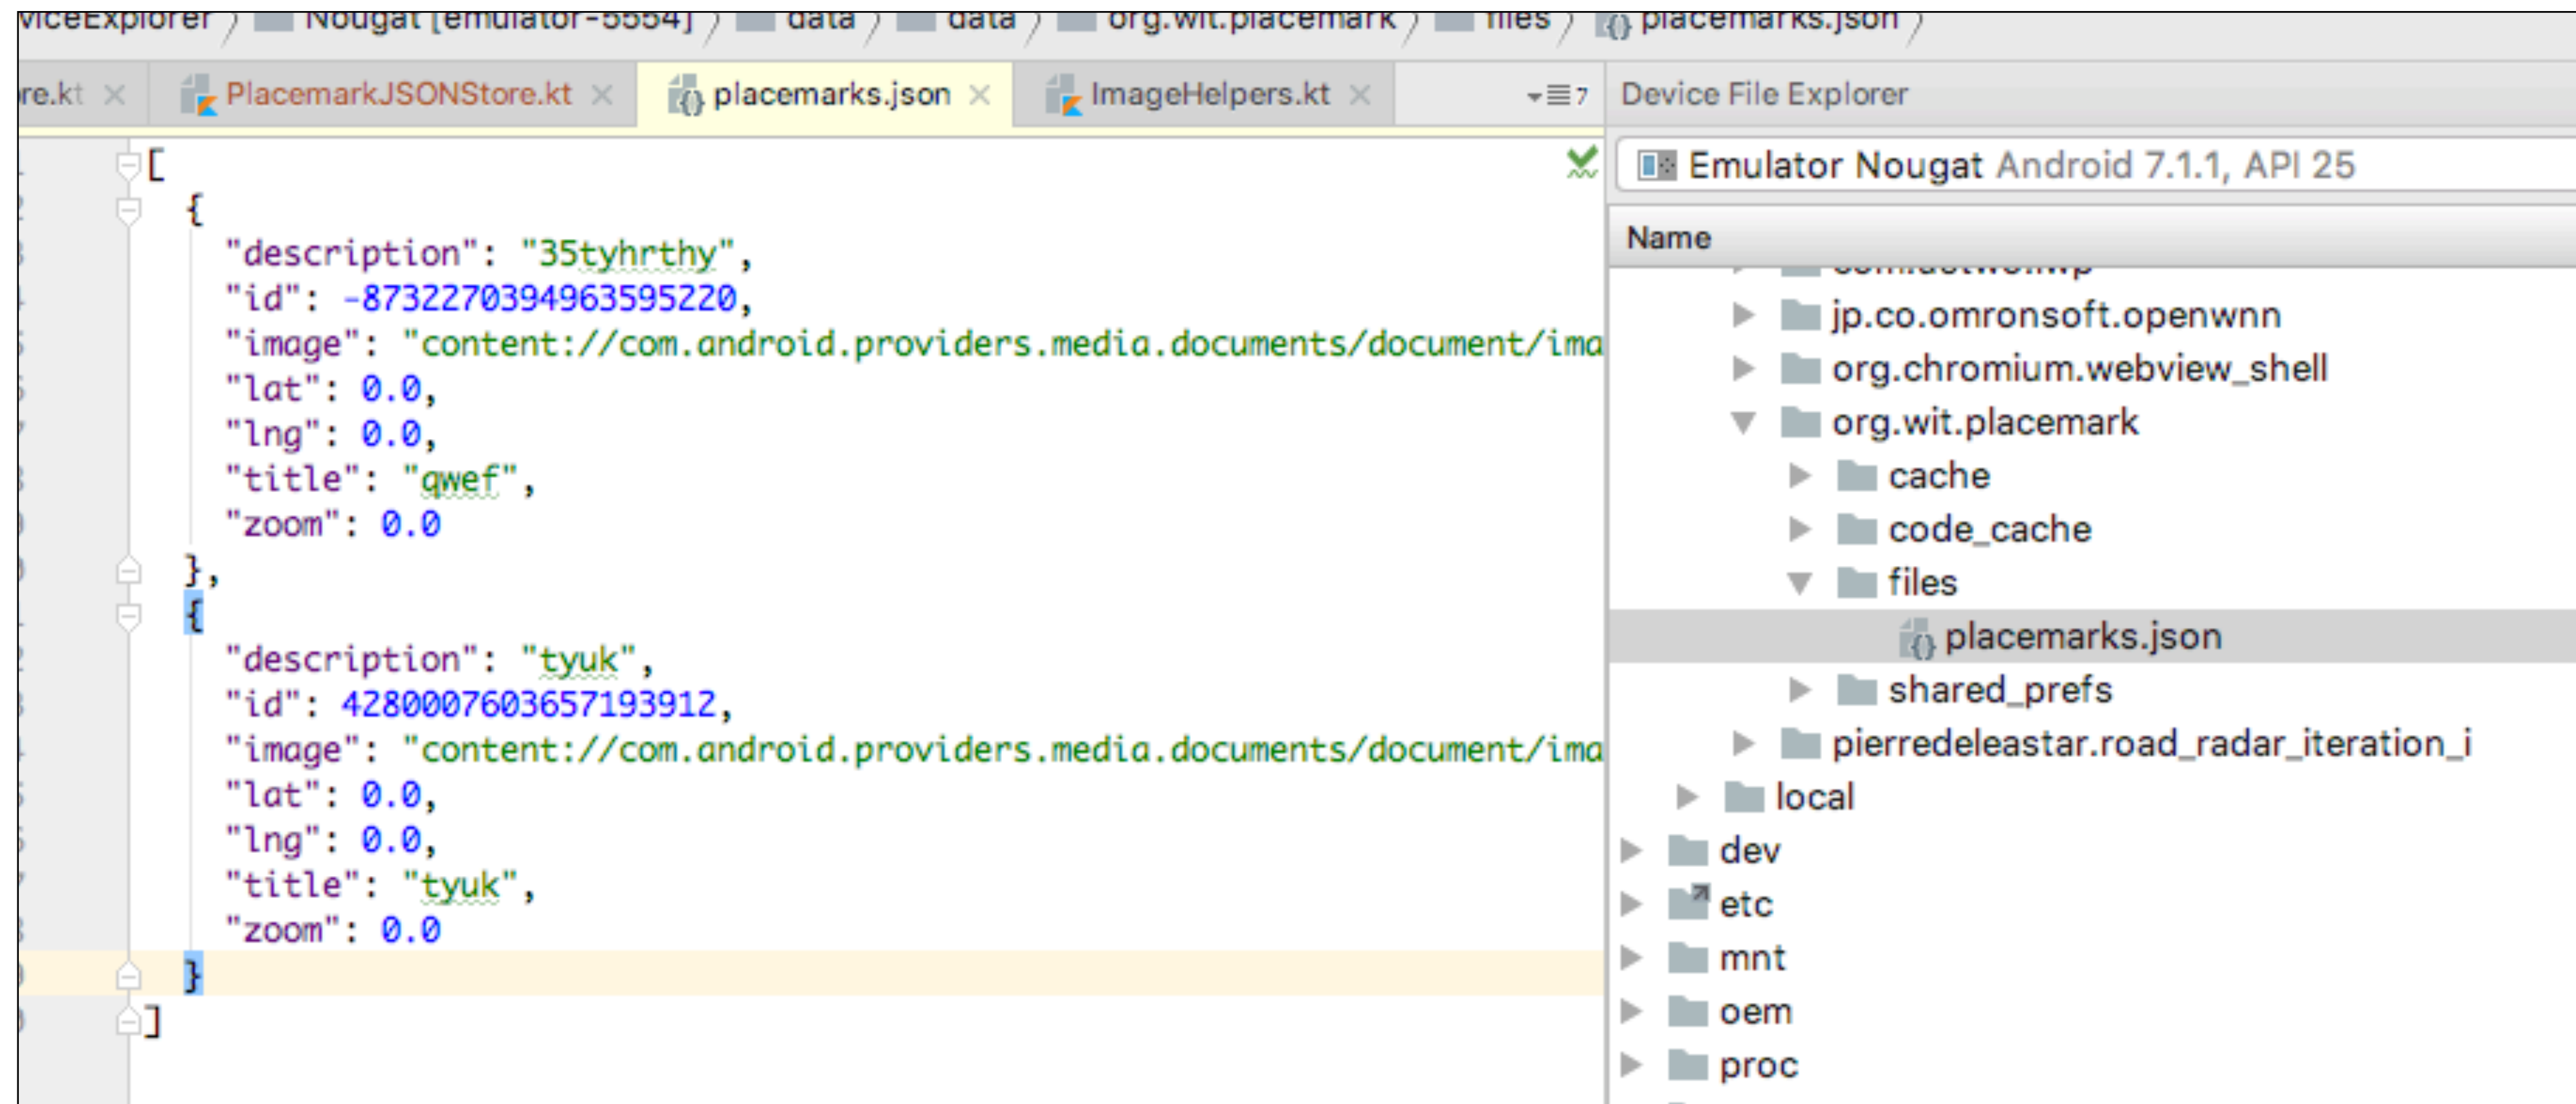 viceExplorer Nougat [emulator-5554] data data org.wit.placemark files placemarks.json
re.kt PlacemarkJSONStore.kt placemarks.json ImageHelpers.kt 7
[
{
"description": "35tyhrthy",
"id": -8732270394963595220,
"image": "content://com.android.providers.media.documents/document/ima
"lat": 0.0,
"lng": 0.0,
"title": "qwef",
"zoom": 0.0
},
{
"description": "tyuk",
"id": 4280007603657193912,
"image": "content://com.android.providers.media.documents/document/ima
"lat": 0.0,
"lng": 0.0,
"title": "tyuk",
"zoom": 0.0
}
]
Device File Explorer
Emulator Nougat Android 7.1.1, API 25
Name
jp.co.omronsoft.openwnn
org.chromium.webview_shell
org.wit.placemark
cache
code_cache
files
placemarks.json
shared_prefs
pierredeleastar.road_radar_iteration_i
local
dev
etc
mnt
oem
proc